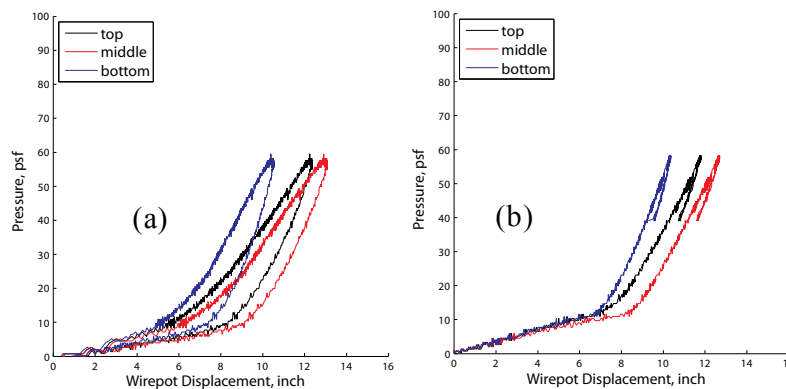 100
90
80
70
60
50
40
30
20
10
0
Pressure, psf
top
middle
bottom
(a)
0 2 4 6 8 10 12 14 16
Wirepot Displacement, inch
100
90
80
70
60
50
40
30
20
10
0
Pressure, psf
top
middle
bottom
(b)
0 2 4 6 8 10 12 14
Wirepot Displacement, inch